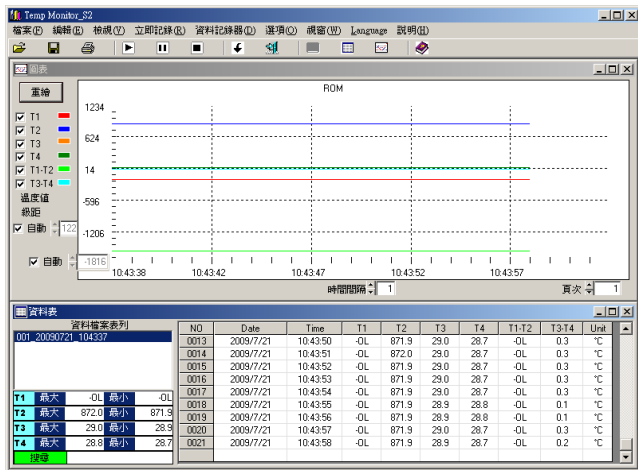 Temp Monitor_S2
檔案(F) 編輯(E) 檢視(V) 立即記錄(R) 資料記錄器(D) 選項(O) 視窗(W) Language 說明(H)
圖表
重繪
ROM
T1
T2
T3
T4
T1-T2
T3-T4
溫度值
級距
自動 122
自動 -1816
1234
624
14
-596
-1206
10:43:38 10:43:42 10:43:47 10:43:52 10:43:57
時間間隔 1 頁次 1
資料表
資料檔案表列
001_20090721_104337
T1 最大 -OL 最小 -OL
T2 最大 872.0 最小 871.9
T3 最大 29.0 最小 28.9
T4 最大 28.8 最小 28.7
搜尋
NO Date Time T1 T2 T3 T4 T1-T2 T3-T4 Unit
0013 2009/7/21 10:43:50 -OL 871.9 29.0 28.7 -OL 0.3 °C
0014 2009/7/21 10:43:51 -OL 872.0 29.0 28.7 -OL 0.3 °C
0015 2009/7/21 10:43:52 -OL 871.9 29.0 28.7 -OL 0.3 °C
0016 2009/7/21 10:43:53 -OL 871.9 29.0 28.7 -OL 0.3 °C
0017 2009/7/21 10:43:54 -OL 871.9 29.0 28.7 -OL 0.3 °C
0018 2009/7/21 10:43:55 -OL 871.9 28.9 28.8 -OL 0.1 °C
0019 2009/7/21 10:43:56 -OL 871.9 28.9 28.8 -OL 0.1 °C
0020 2009/7/21 10:43:57 -OL 871.9 29.0 28.7 -OL 0.3 °C
0021 2009/7/21 10:43:58 -OL 871.9 28.9 28.7 -OL 0.2 °C